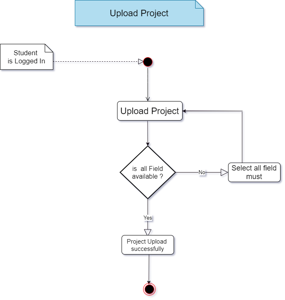 Upload Project
Student
is Logged In
Upload Project
is all Field
available ?
No
Select all field
must
Yes
Project Upload
successfully